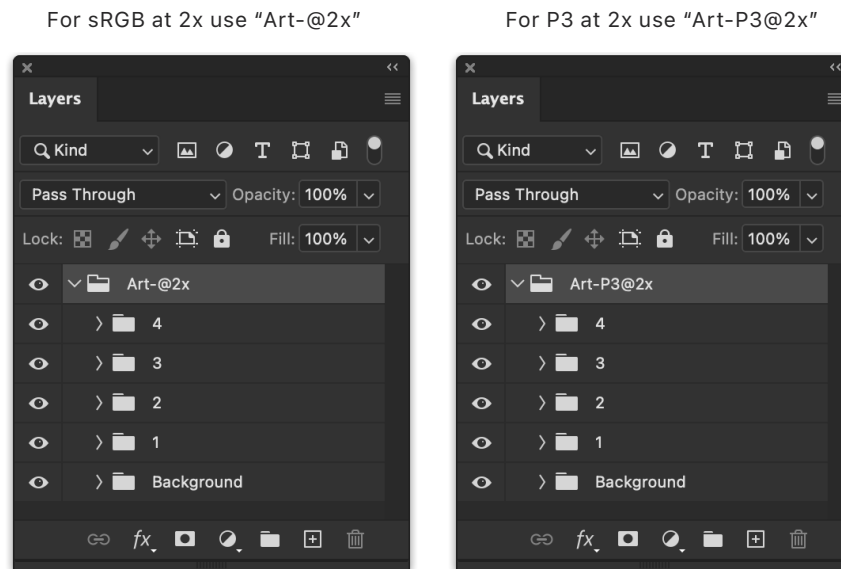 For sRGB at 2x use “Art-@2x”
Layers
Kind
Pass Through Opacity: 100%
Lock: Fill: 100%
Art-@2x
4
3
2
1
Background
fx
For P3 at 2x use “Art-P3@2x”
Layers
Kind
Pass Through Opacity: 100%
Lock: Fill: 100%
Art-P3@2x
4
3
2
1
Background
fx